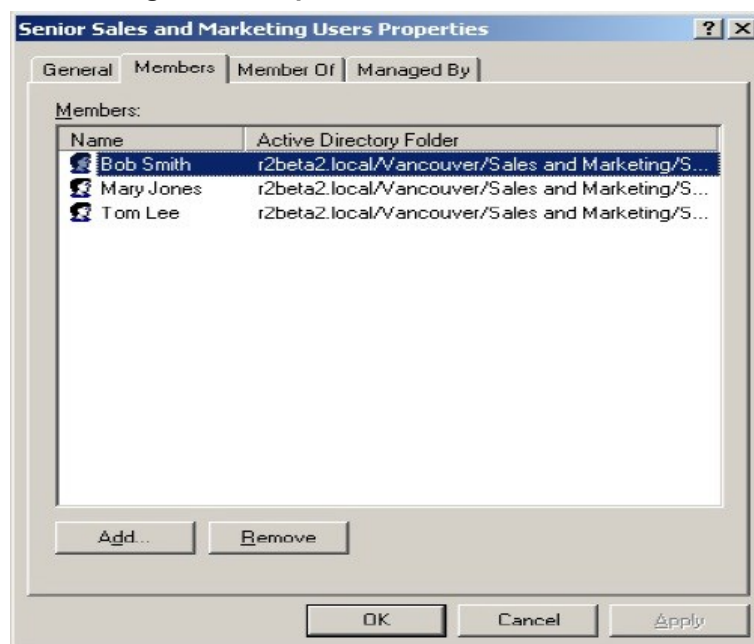 Senior Sales and Marketing Users Properties ? X
General Members Member Of Managed By
Members:
Name Active Directory Folder
Bob Smith r2beta2.local/Vancouver/Sales and Marketing/S...
Mary Jones r2beta2.local/Vancouver/Sales and Marketing/S...
Tom Lee r2beta2.local/Vancouver/Sales and Marketing/S...
Add... Remove
OK Cancel Apply